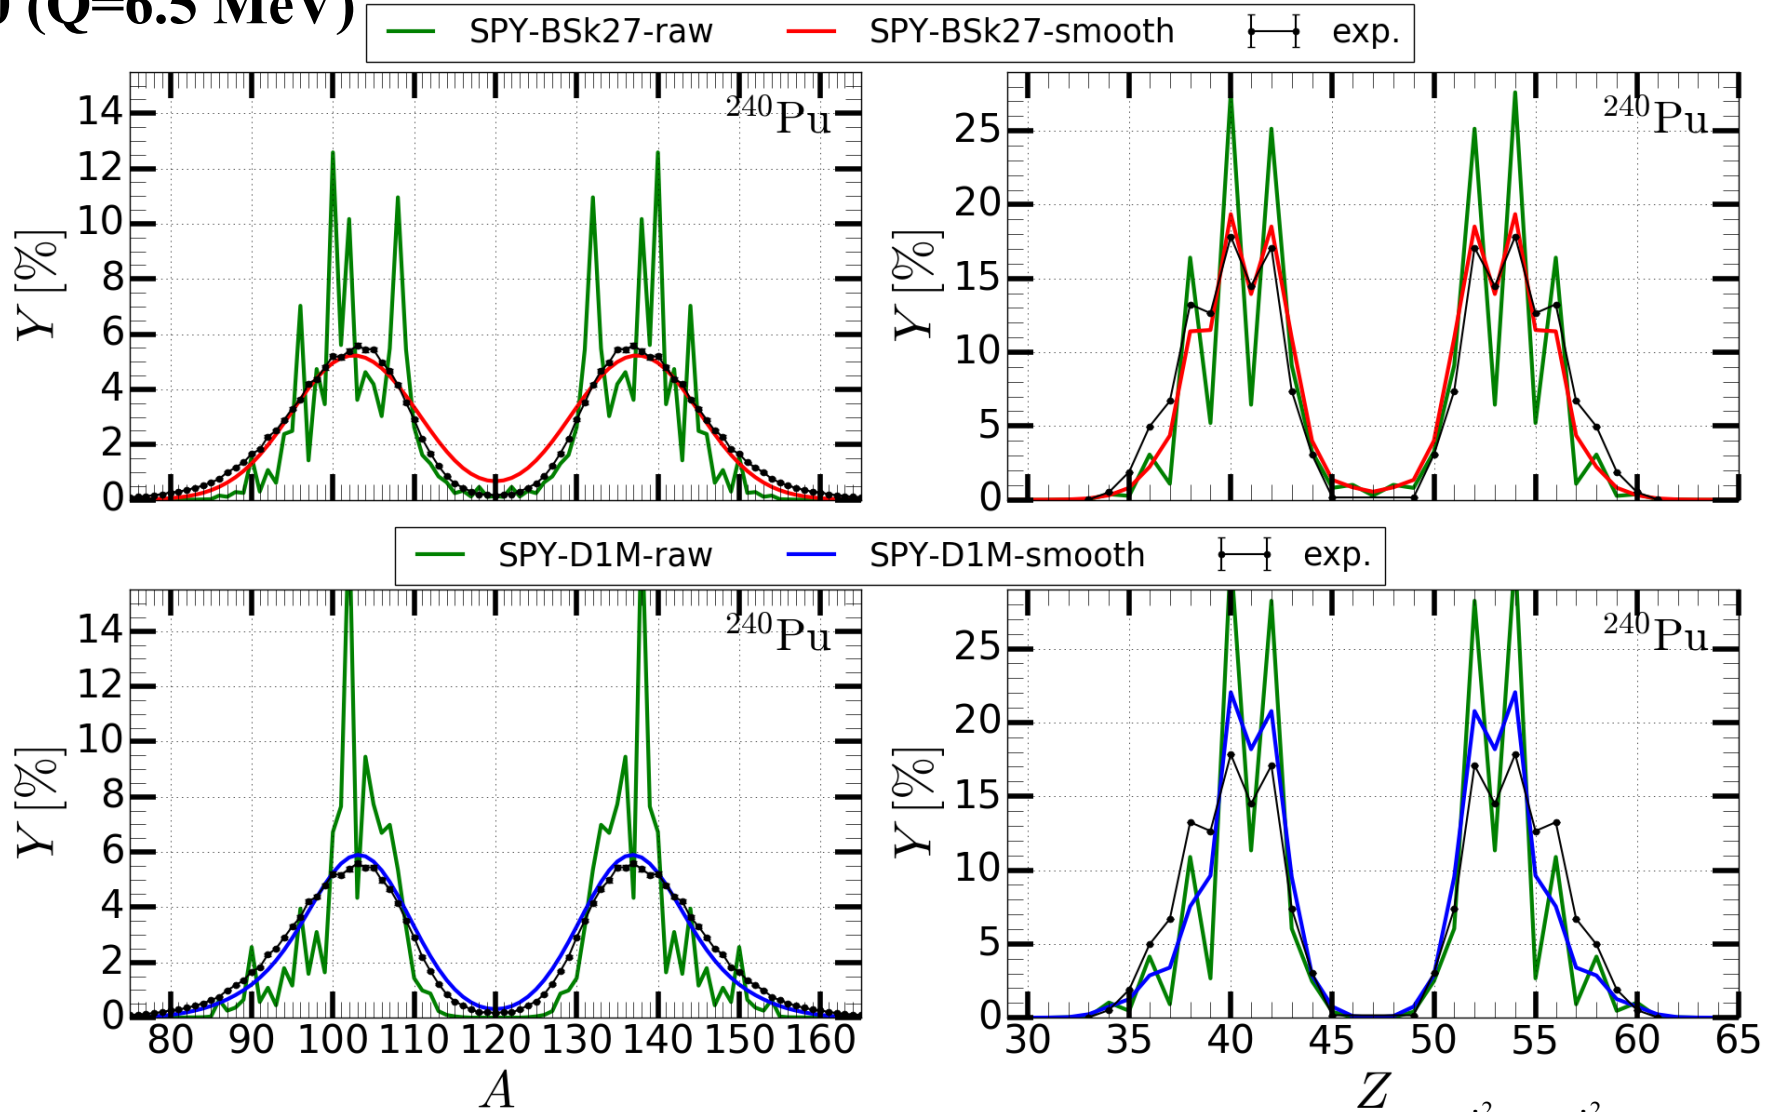 0 (Q=6.5 MeV)
SPY-BSk27-raw SPY-BSk27-smooth exp.
²⁴⁰Pu
Y [%]
14
12
10
8
6
4
2
0
²⁴⁰Pu
Y [%]
25
20
15
10
5
0
SPY-D1M-raw SPY-D1M-smooth exp.
²⁴⁰Pu
Y [%]
14
12
10
8
6
4
2
0
80 90 100 110 120 130 140 150 160
A
²⁴⁰Pu
Y [%]
25
20
15
10
5
0
30 35 40 45 50 55 60 65
Z